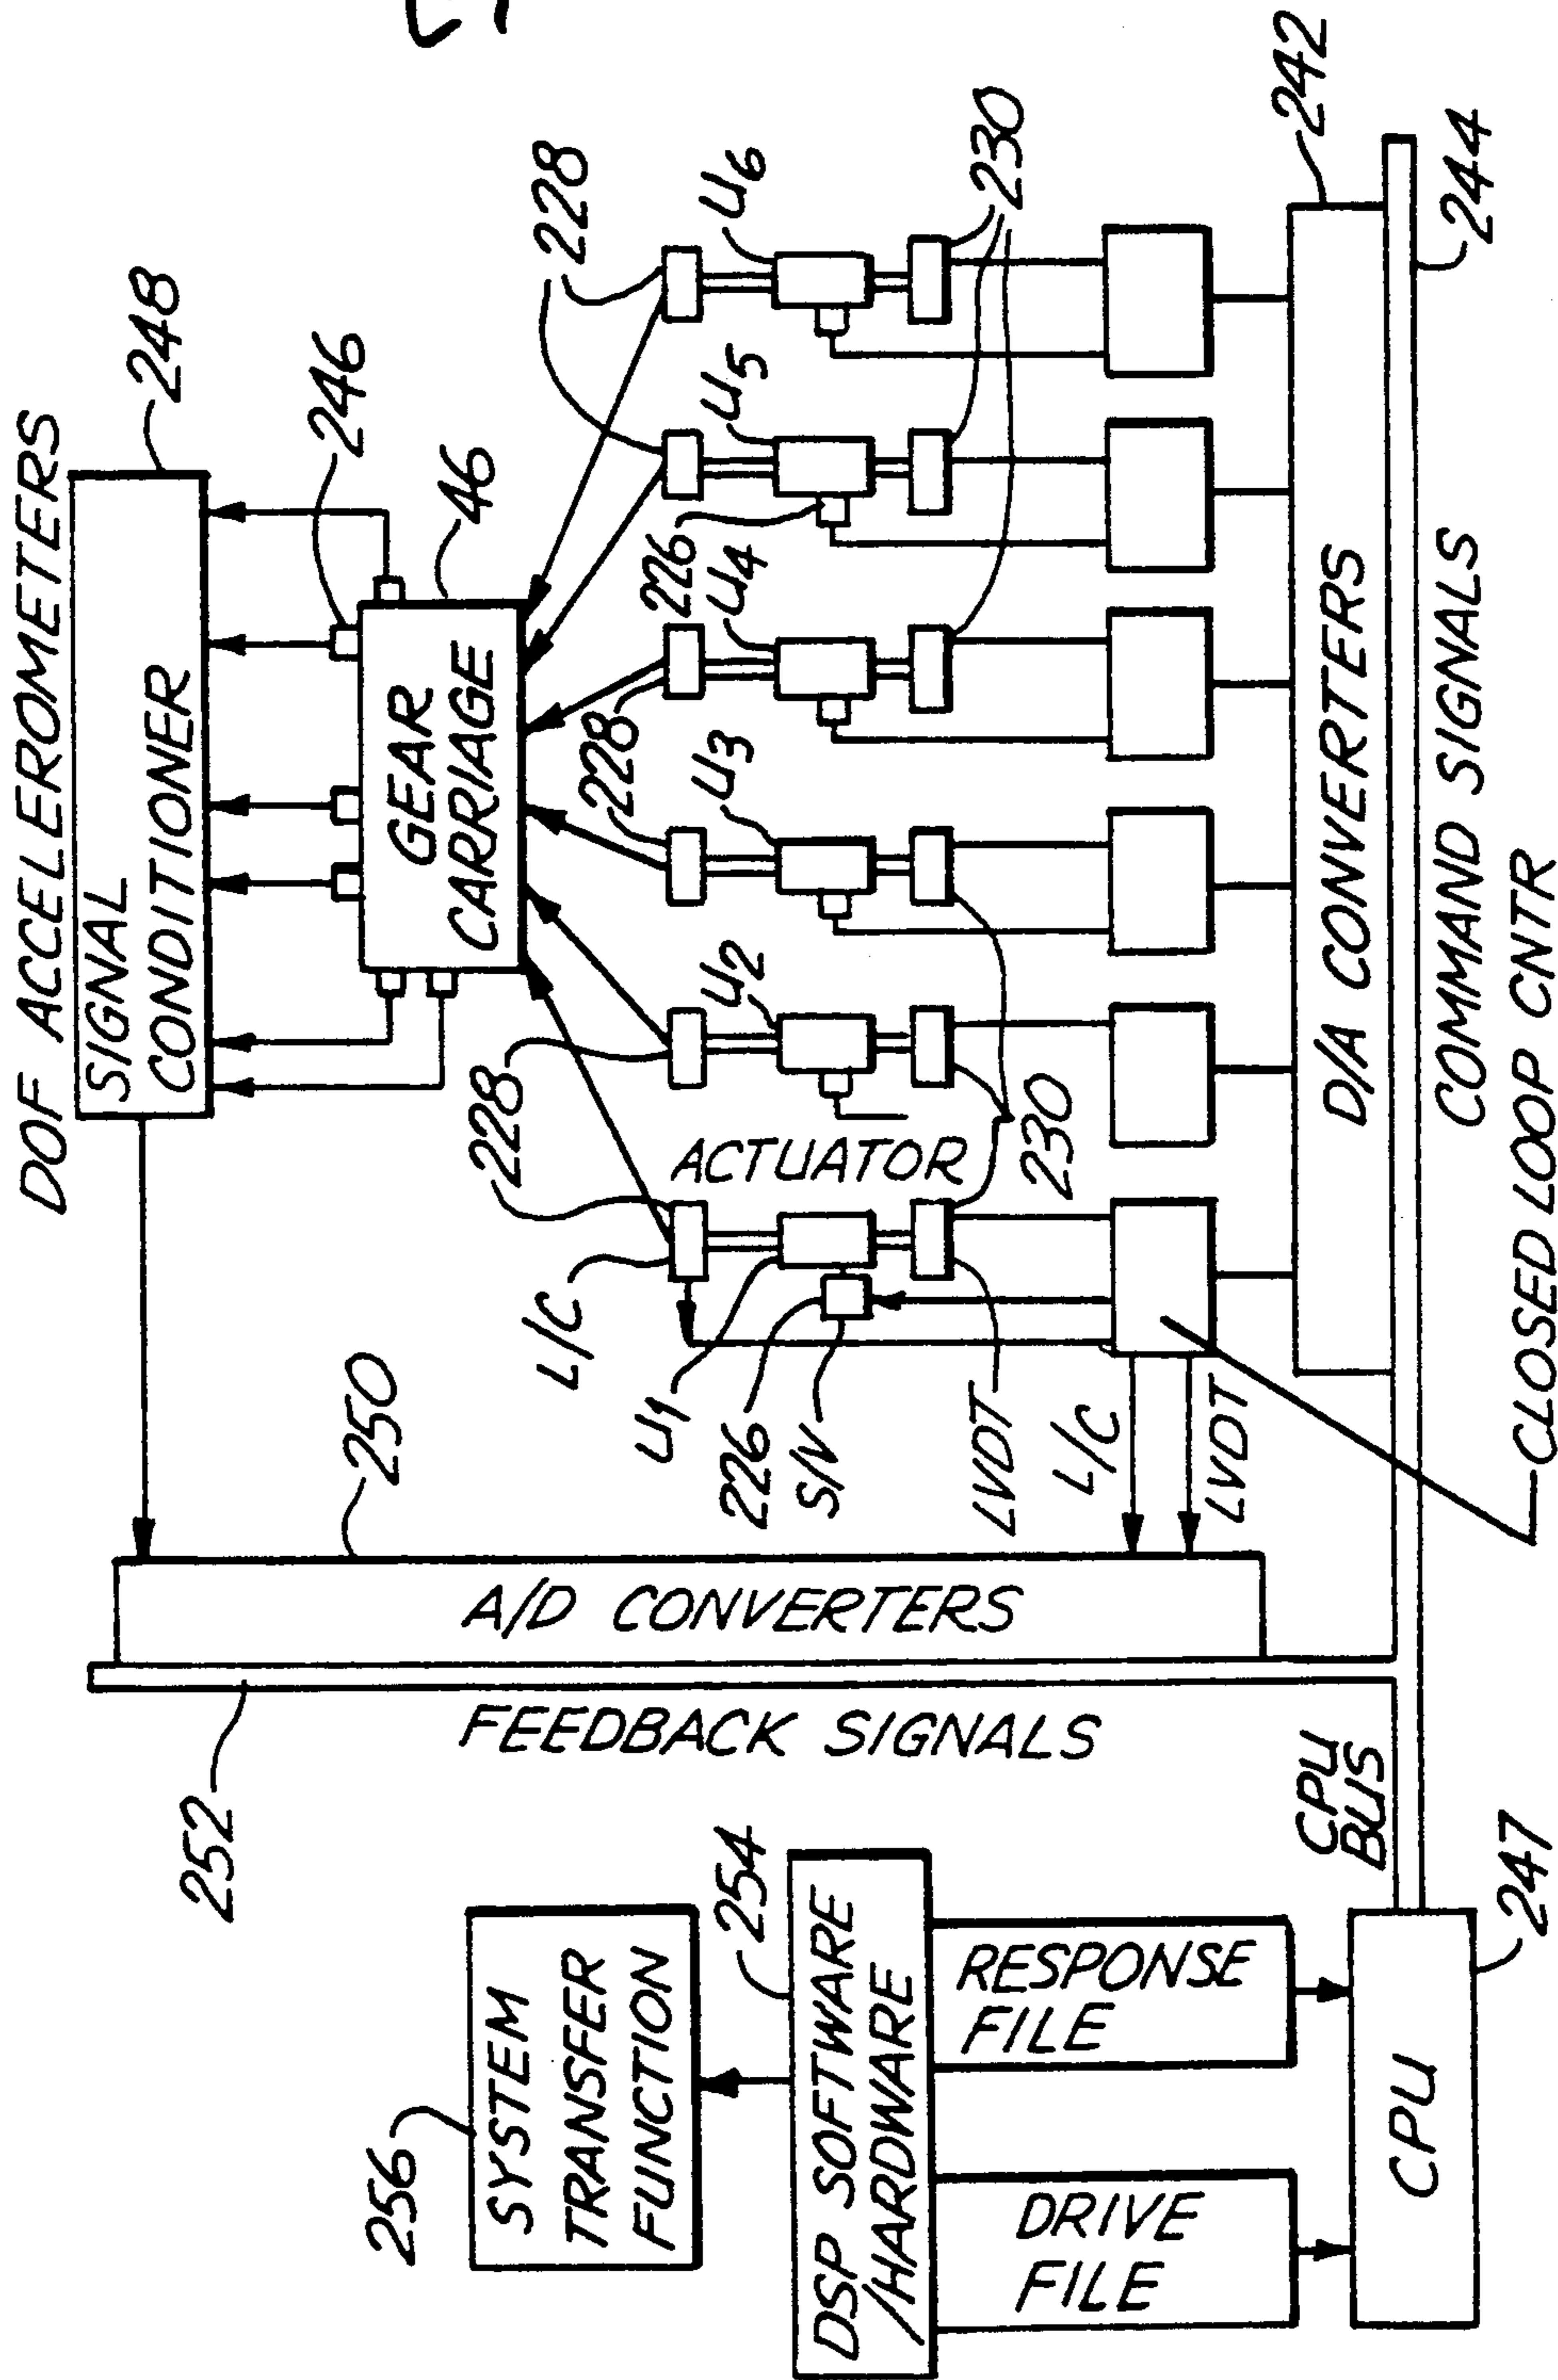 DOF ACCELEROMETERS
SIGNAL
CONDITIONER
248
246
GEAR
CARRIAGE
46
228
228
228
228
L/C
U1
U2
U3
U4
U5
U6
226
226
S/V
ACTUATOR
LVDT
230
230
L/C
LVDT
250
A/D CONVERTERS
252
FEEDBACK SIGNALS
D/A CONVERTERS
242
244
COMMAND SIGNALS
CLOSED LOOP CNTR
256
SYSTEM
TRANSFER
FUNCTION
254
DSP SOFTWARE
/HARDWARE
DRIVE
FILE
RESPONSE
FILE
CPU
BUS
CPU
247